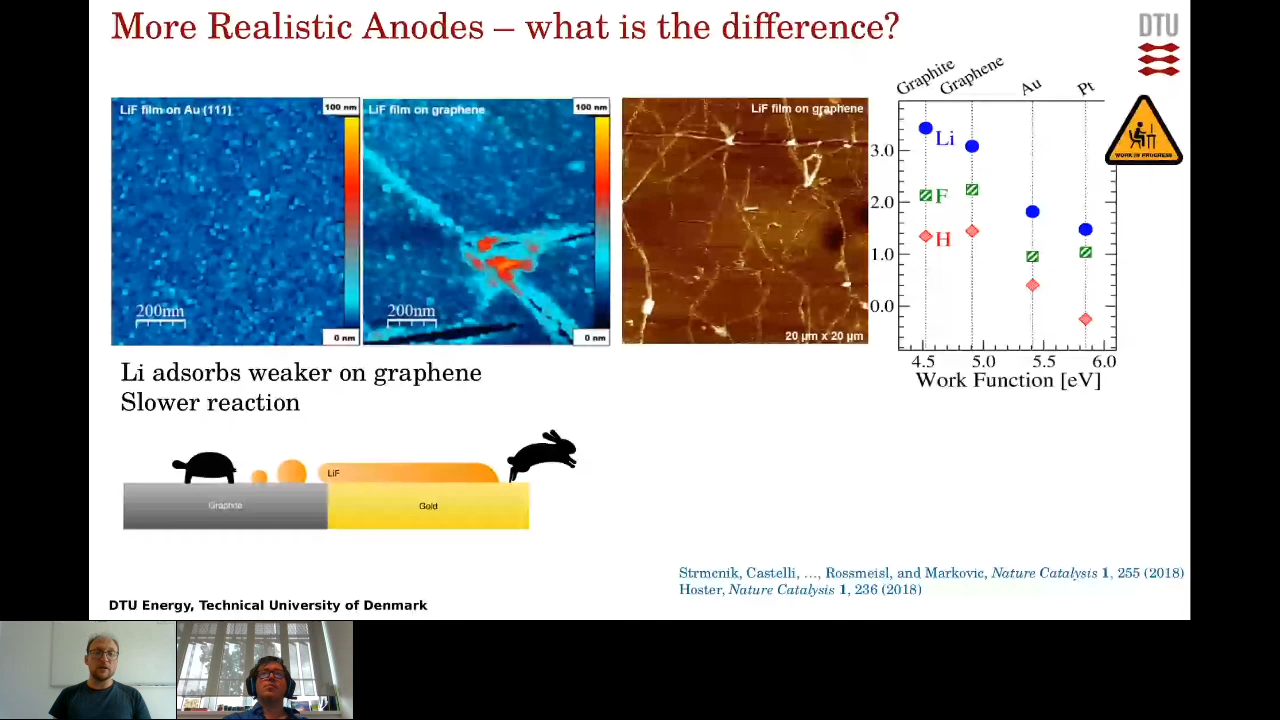 More Realistic Anodes – what is the difference?
DTU
LiF film on Au (111)
100 nm
200nm
0 nm
LiF film on graphene
100 nm
200nm
0 nm
LiF film on graphene
20 µm x 20 µm
Graphite
Graphene
Au
Pt
3.0
2.0
1.0
0.0
Li
F
H
4.5 5.0 5.5 6.0
Work Function [eV]
WORK IN PROGRESS
Li adsorbs weaker on graphene
Slower reaction
LiF
Graphite
Gold
Strmcnik, Castelli, ..., Rossmeisl, and Markovic, Nature Catalysis 1, 255 (2018)
Hoster, Nature Catalysis 1, 236 (2018)
DTU Energy, Technical University of Denmark